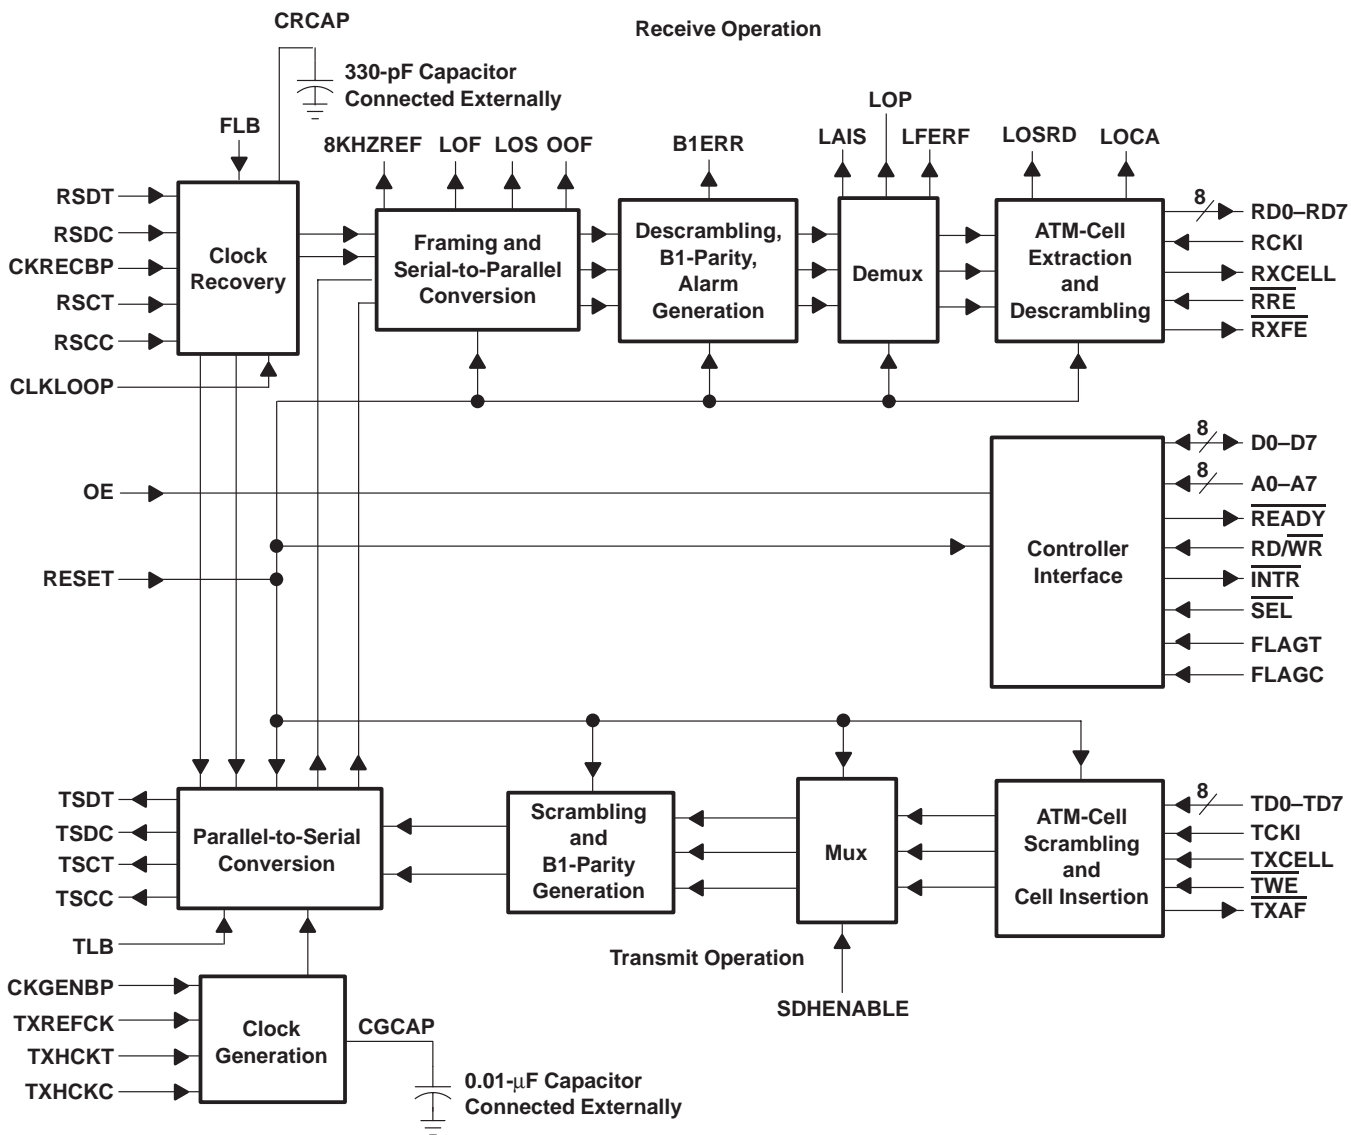 CRCAP
Receive Operation
330-pF Capacitor
Connected Externally
FLB
8KHZREF
LOF
LOS
OOF
B1ERR
LAIS
LOP
LFERF
LOSRD
LOCA
RSDT
RSDC
CKRECBP
RSCT
RSCC
CLKLOOP
Clock
Recovery
Framing and
Serial-to-Parallel
Conversion
Descrambling,
B1-Parity,
Alarm
Generation
Demux
ATM-Cell
Extraction
and
Descrambling
8
RD0–RD7
RCKI
RXCELL
RRE
RXFE
OE
RESET
Controller
Interface
8
D0–D7
8
A0–A7
READY
RD/WR
INTR
SEL
FLAGT
FLAGC
TSDT
TSDC
TSCT
TSCC
TLB
Parallel-to-Serial
Conversion
Scrambling
and
B1-Parity
Generation
Mux
ATM-Cell
Scrambling
and
Cell Insertion
8
TD0–TD7
TCKI
TXCELL
TWE
TXAF
Transmit Operation
SDHENABLE
CKGENBP
TXREFCK
TXHCKT
TXHCKC
Clock
Generation
CGCAP
0.01-μF Capacitor
Connected Externally